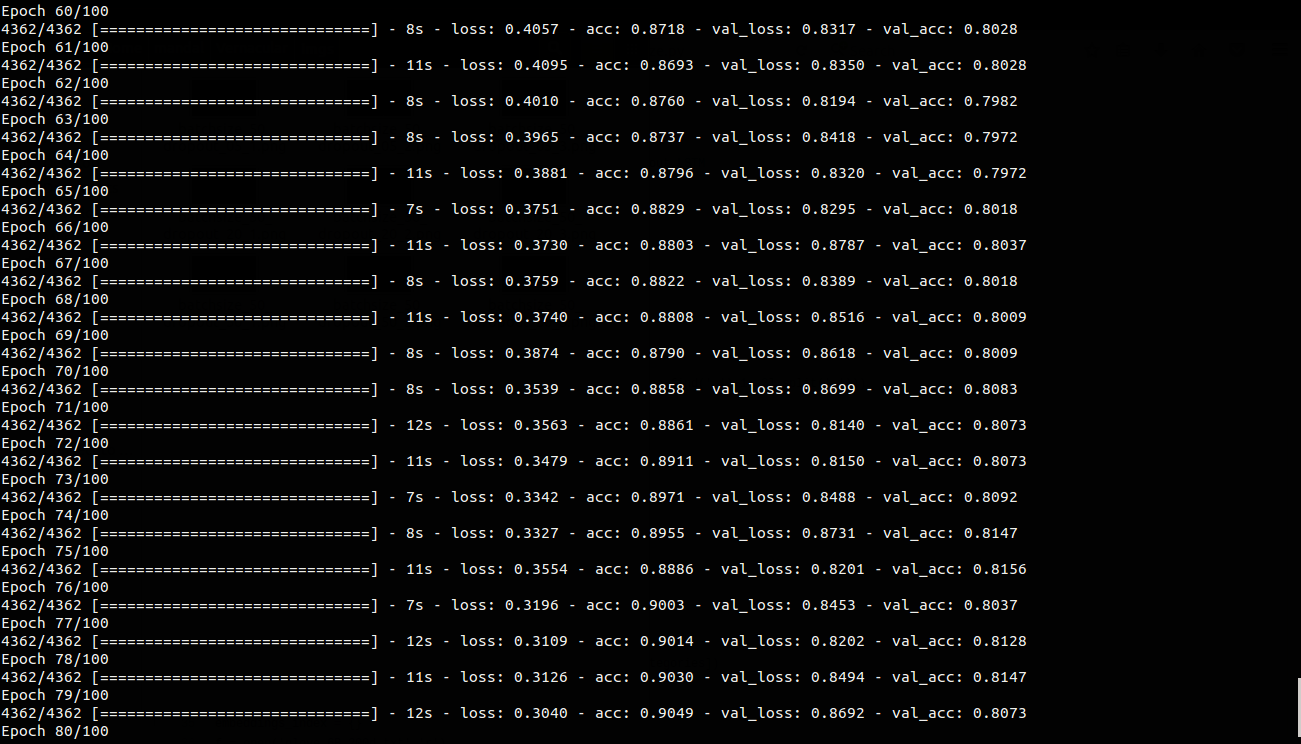 Epoch 60/100
4362/4362 [==============================] - 8s - loss: 0.4057 - acc: 0.8718 - val_loss: 0.8317 - val_acc: 0.8028
Epoch 61/100
4362/4362 [==============================] - 11s - loss: 0.4095 - acc: 0.8693 - val_loss: 0.8350 - val_acc: 0.8028
Epoch 62/100
4362/4362 [==============================] - 8s - loss: 0.4010 - acc: 0.8760 - val_loss: 0.8194 - val_acc: 0.7982
Epoch 63/100
4362/4362 [==============================] - 8s - loss: 0.3965 - acc: 0.8737 - val_loss: 0.8418 - val_acc: 0.7972
Epoch 64/100
4362/4362 [==============================] - 11s - loss: 0.3881 - acc: 0.8796 - val_loss: 0.8320 - val_acc: 0.7972
Epoch 65/100
4362/4362 [==============================] - 7s - loss: 0.3751 - acc: 0.8829 - val_loss: 0.8295 - val_acc: 0.8018
Epoch 66/100
4362/4362 [==============================] - 11s - loss: 0.3730 - acc: 0.8803 - val_loss: 0.8787 - val_acc: 0.8037
Epoch 67/100
4362/4362 [==============================] - 8s - loss: 0.3759 - acc: 0.8822 - val_loss: 0.8389 - val_acc: 0.8018
Epoch 68/100
4362/4362 [==============================] - 11s - loss: 0.3740 - acc: 0.8808 - val_loss: 0.8516 - val_acc: 0.8009
Epoch 69/100
4362/4362 [==============================] - 8s - loss: 0.3874 - acc: 0.8790 - val_loss: 0.8618 - val_acc: 0.8009
Epoch 70/100
4362/4362 [==============================] - 8s - loss: 0.3539 - acc: 0.8858 - val_loss: 0.8699 - val_acc: 0.8083
Epoch 71/100
4362/4362 [==============================] - 12s - loss: 0.3563 - acc: 0.8861 - val_loss: 0.8140 - val_acc: 0.8073
Epoch 72/100
4362/4362 [==============================] - 11s - loss: 0.3479 - acc: 0.8911 - val_loss: 0.8150 - val_acc: 0.8073
Epoch 73/100
4362/4362 [==============================] - 7s - loss: 0.3342 - acc: 0.8971 - val_loss: 0.8488 - val_acc: 0.8092
Epoch 74/100
4362/4362 [==============================] - 8s - loss: 0.3327 - acc: 0.8955 - val_loss: 0.8731 - val_acc: 0.8147
Epoch 75/100
4362/4362 [==============================] - 11s - loss: 0.3554 - acc: 0.8886 - val_loss: 0.8201 - val_acc: 0.8156
Epoch 76/100
4362/4362 [==============================] - 7s - loss: 0.3196 - acc: 0.9003 - val_loss: 0.8453 - val_acc: 0.8037
Epoch 77/100
4362/4362 [==============================] - 12s - loss: 0.3109 - acc: 0.9014 - val_loss: 0.8202 - val_acc: 0.8128
Epoch 78/100
4362/4362 [==============================] - 11s - loss: 0.3126 - acc: 0.9030 - val_loss: 0.8494 - val_acc: 0.8147
Epoch 79/100
4362/4362 [==============================] - 12s - loss: 0.3040 - acc: 0.9049 - val_loss: 0.8692 - val_acc: 0.8073
Epoch 80/100